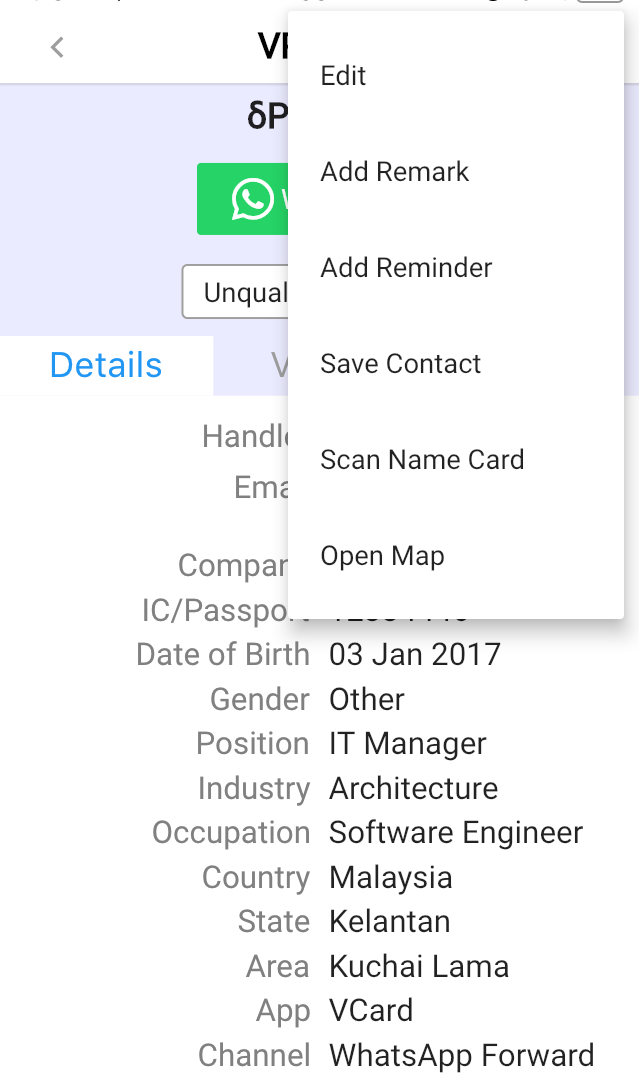 Edit
Add Remark
Add Reminder
Save Contact
Scan Name Card
Open Map
Details
Date of Birth 03 Jan 2017
Gender Other
Position IT Manager
Industry Architecture
Occupation Software Engineer
Country Malaysia
State Kelantan
Area Kuchai Lama
App VCard
Channel WhatsApp Forward